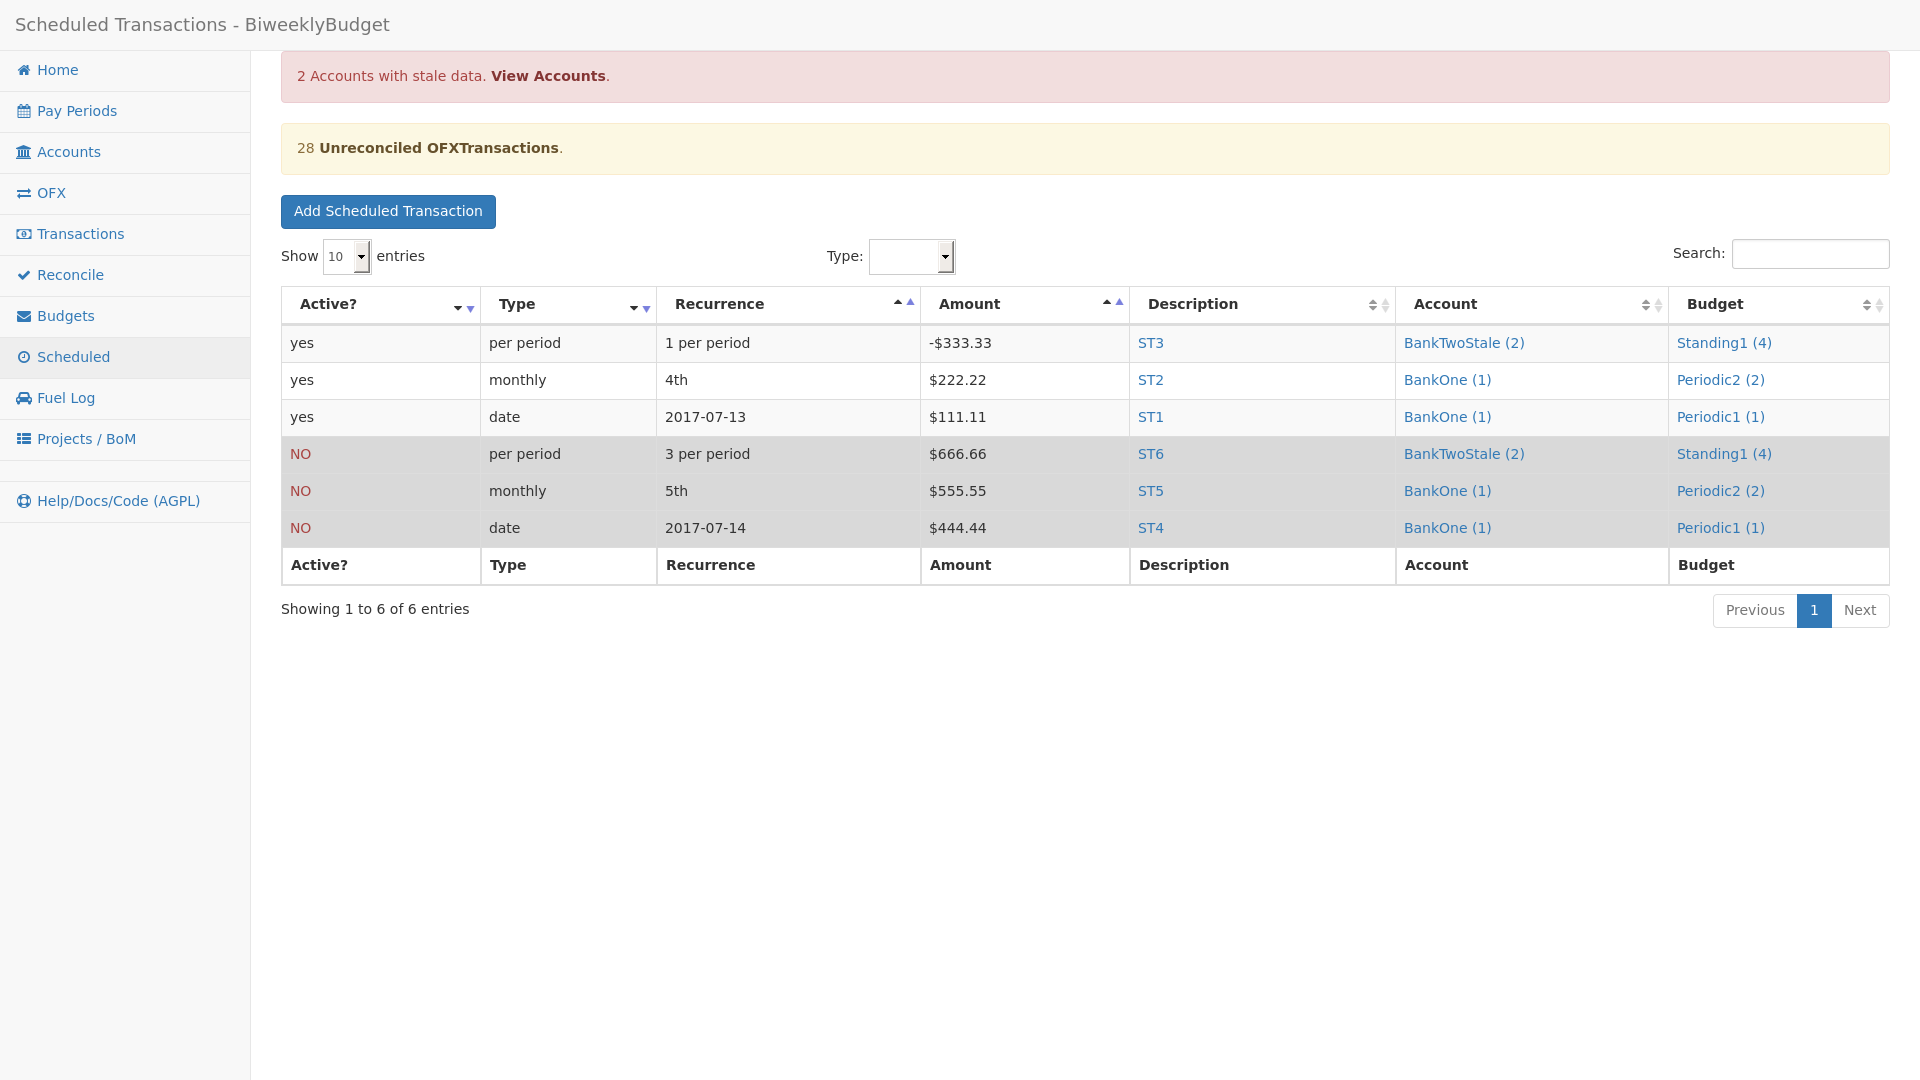 Scheduled Transactions - BiweeklyBudget
Home
Pay Periods
Accounts
OFX
Transactions
Reconcile
Budgets
Scheduled
Fuel Log
Projects / BoM
Help/Docs/Code (AGPL)
2 Accounts with stale data. View Accounts.
28 Unreconciled OFXTransactions.
Add Scheduled Transaction
Show 10 entries Type: Search:
Active? Type Recurrence Amount Description Account Budget
yes per period 1 per period -$333.33 ST3 BankTwoStale (2) Standing1 (4)
yes monthly 4th $222.22 ST2 BankOne (1) Periodic2 (2)
yes date 2017-07-13 $111.11 ST1 BankOne (1) Periodic1 (1)
NO per period 3 per period $666.66 ST6 BankTwoStale (2) Standing1 (4)
NO monthly 5th $555.55 ST5 BankOne (1) Periodic2 (2)
NO date 2017-07-14 $444.44 ST4 BankOne (1) Periodic1 (1)
Active? Type Recurrence Amount Description Account Budget
Showing 1 to 6 of 6 entries Previous 1 Next